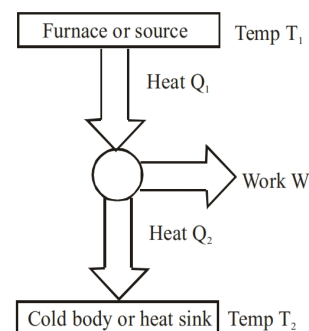 Furnace or source Temp T₁
Heat Q₁
Work W
Heat Q₂
Cold body or heat sink Temp T₂